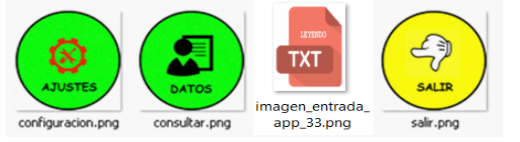 LEYENDO
TXT
AJUSTES
DATOS
SALIR
configuracion.png
consultar.png
imagen_entrada_
app_33.png
salir.png